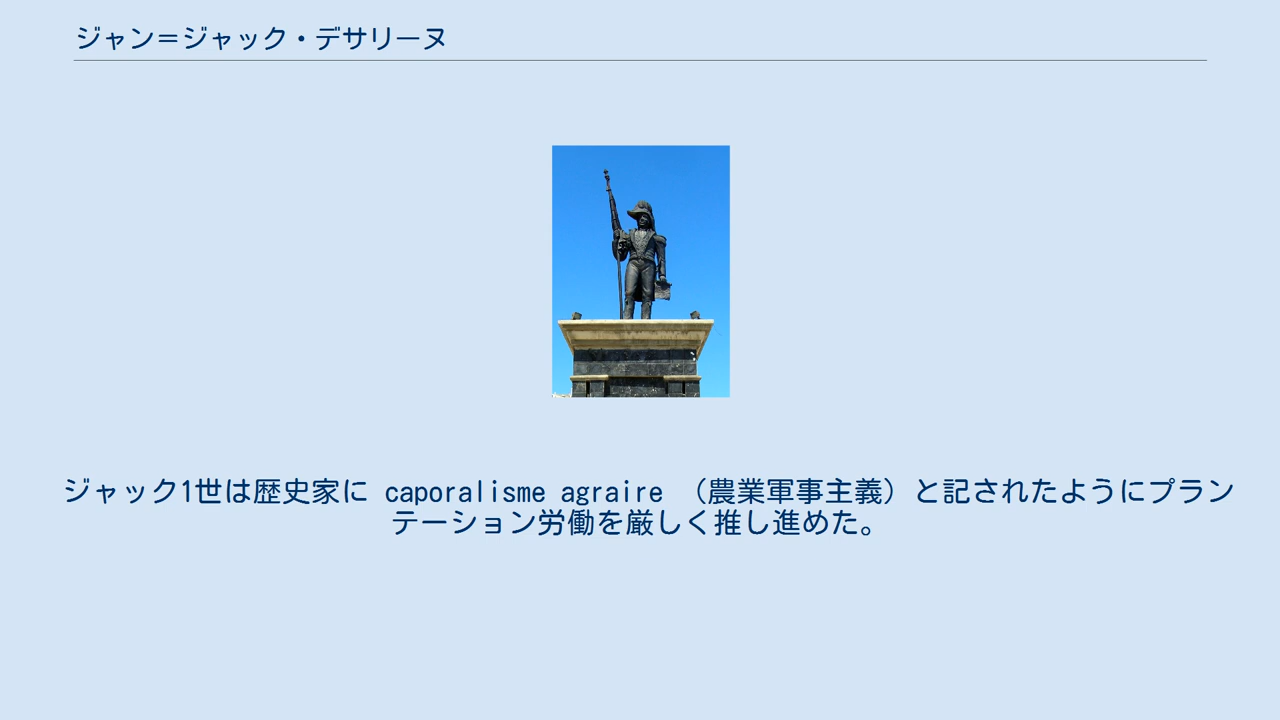 ジャン＝ジャック・デサリーヌ
ジャック1世は歴史家に caporalisme agraire （農業軍事主義）と記されたようにプラン
テーション労働を厳しく推し進めた。